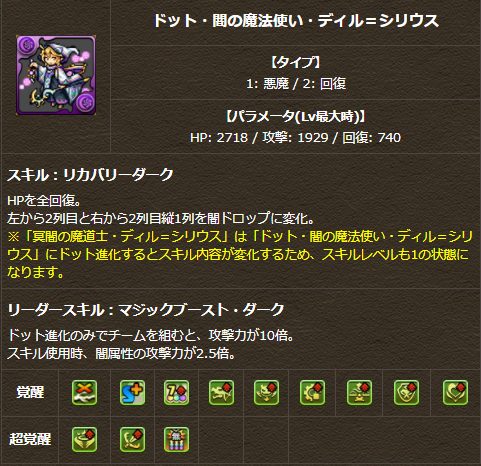 ドット・闇の魔法使い・ディル＝シリウス
【タイプ】
1: 悪魔 / 2: 回復
【パラメータ(Lv最大時)】
HP: 2718 / 攻撃: 1929 / 回復: 740
スキル：リカバリーダーク
HPを全回復。
左から2列目と右から2列目縦1列を闇ドロップに変化。
※「冥闇の魔道士・ディル＝シリウス」は「ドット・闇の魔法使い・ディル＝シリ
ウス」にドット進化するとスキル内容が変化するため、スキルレベルも1の状態に
なります。
リーダースキル：マジックブースト・ダーク
ドット進化のみでチームを組むと、攻撃力が10倍。
スキル使用時、闇属性の攻撃力が2.5倍。
覚醒
超覚醒